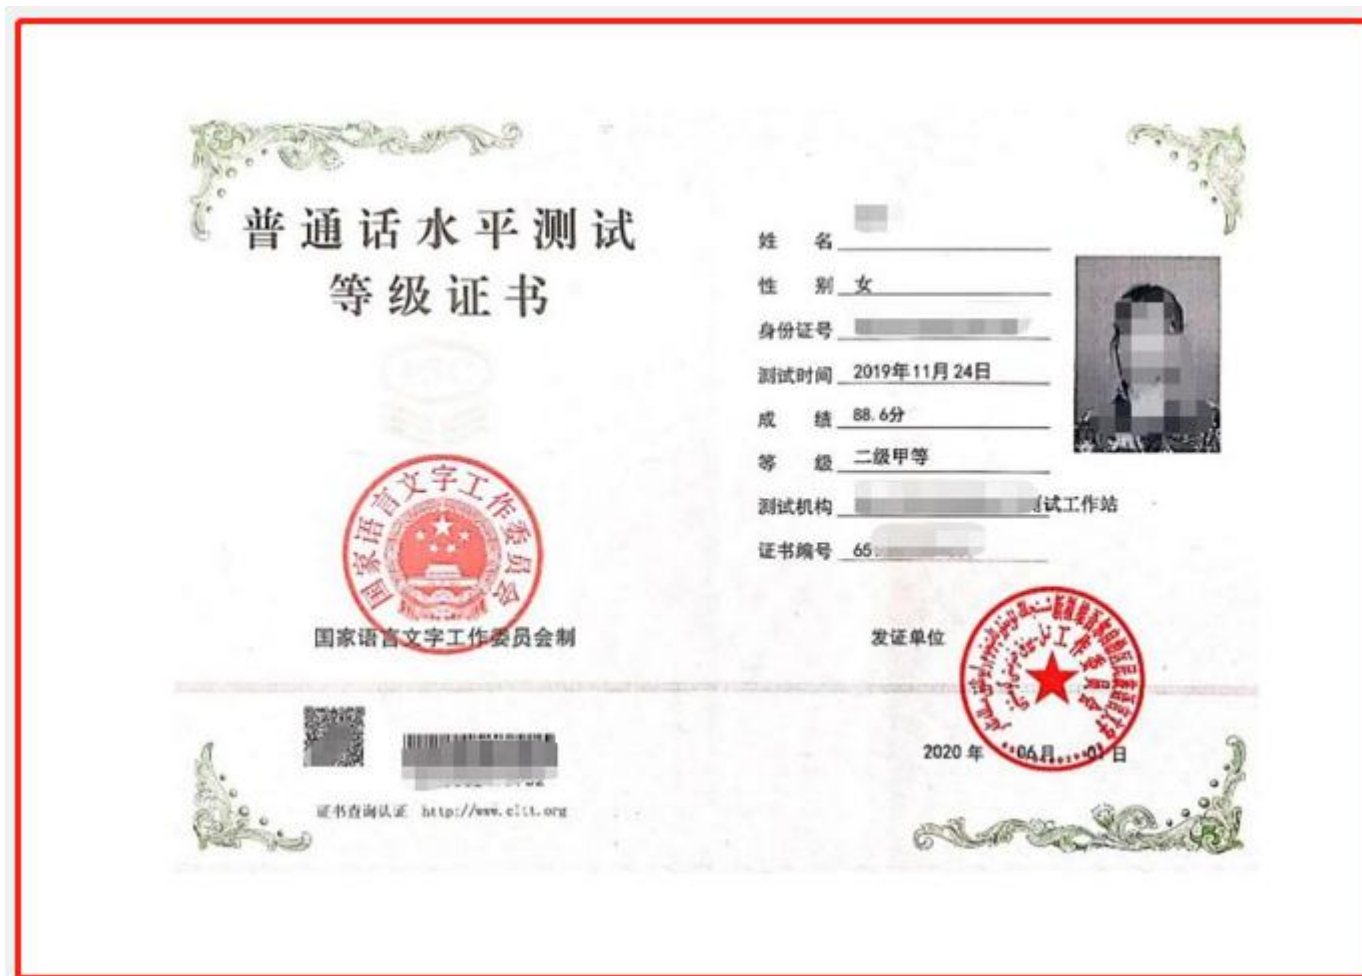 普通话水平测试
等级证书
国家语言文字工作委员会
国家语言文字工作委员会制
证书查询认证 http://www.cltt.org
姓 名
性 别 女
身份证号
测试时间 2019年11月24日
成 绩 88.6分
等 级 二级甲等
测试机构 试工作站
证书编号 65
发证单位
工作委员会
2020 年 06月 日